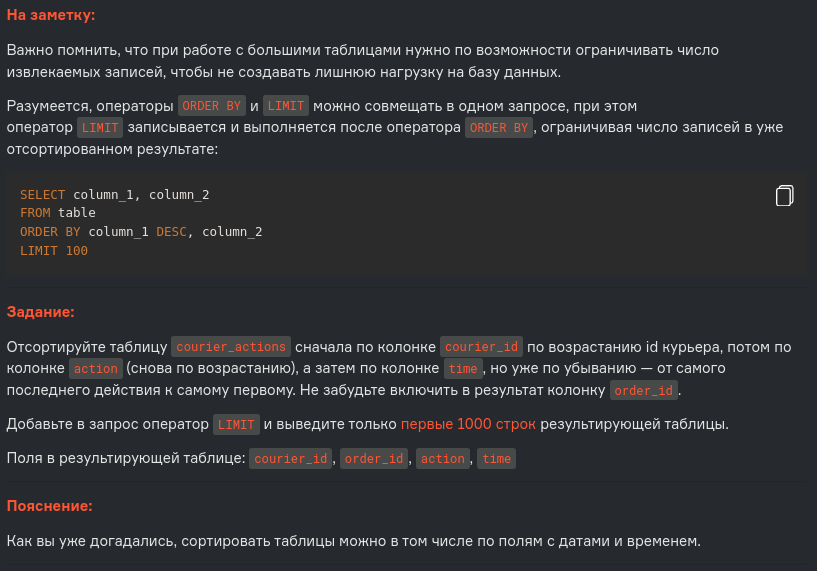 На заметку:
Важно помнить, что при работе с большими таблицами нужно по возможности ограничивать число
извлекаемых записей, чтобы не создавать лишнюю нагрузку на базу данных.
Разумеется, операторы ORDER BY и LIMIT можно совмещать в одном запросе, при этом
оператор LIMIT записывается и выполняется после оператора ORDER BY, ограничивая число записей в уже
отсортированном результате:
SELECT column_1, column_2
FROM table
ORDER BY column_1 DESC, column_2
LIMIT 100
Задание:
Отсортируйте таблицу courier_actions сначала по колонке courier_id по возрастанию id курьера, потом по
колонке action (снова по возрастанию), а затем по колонке time, но уже по убыванию — от самого
последнего действия к самому первому. Не забудьте включить в результат колонку order_id.
Добавьте в запрос оператор LIMIT и выведите только первые 1000 строк результирующей таблицы.
Поля в результирующей таблице: courier_id, order_id, action, time
Пояснение:
Как вы уже догадались, сортировать таблицы можно в том числе по полям с датами и временем.